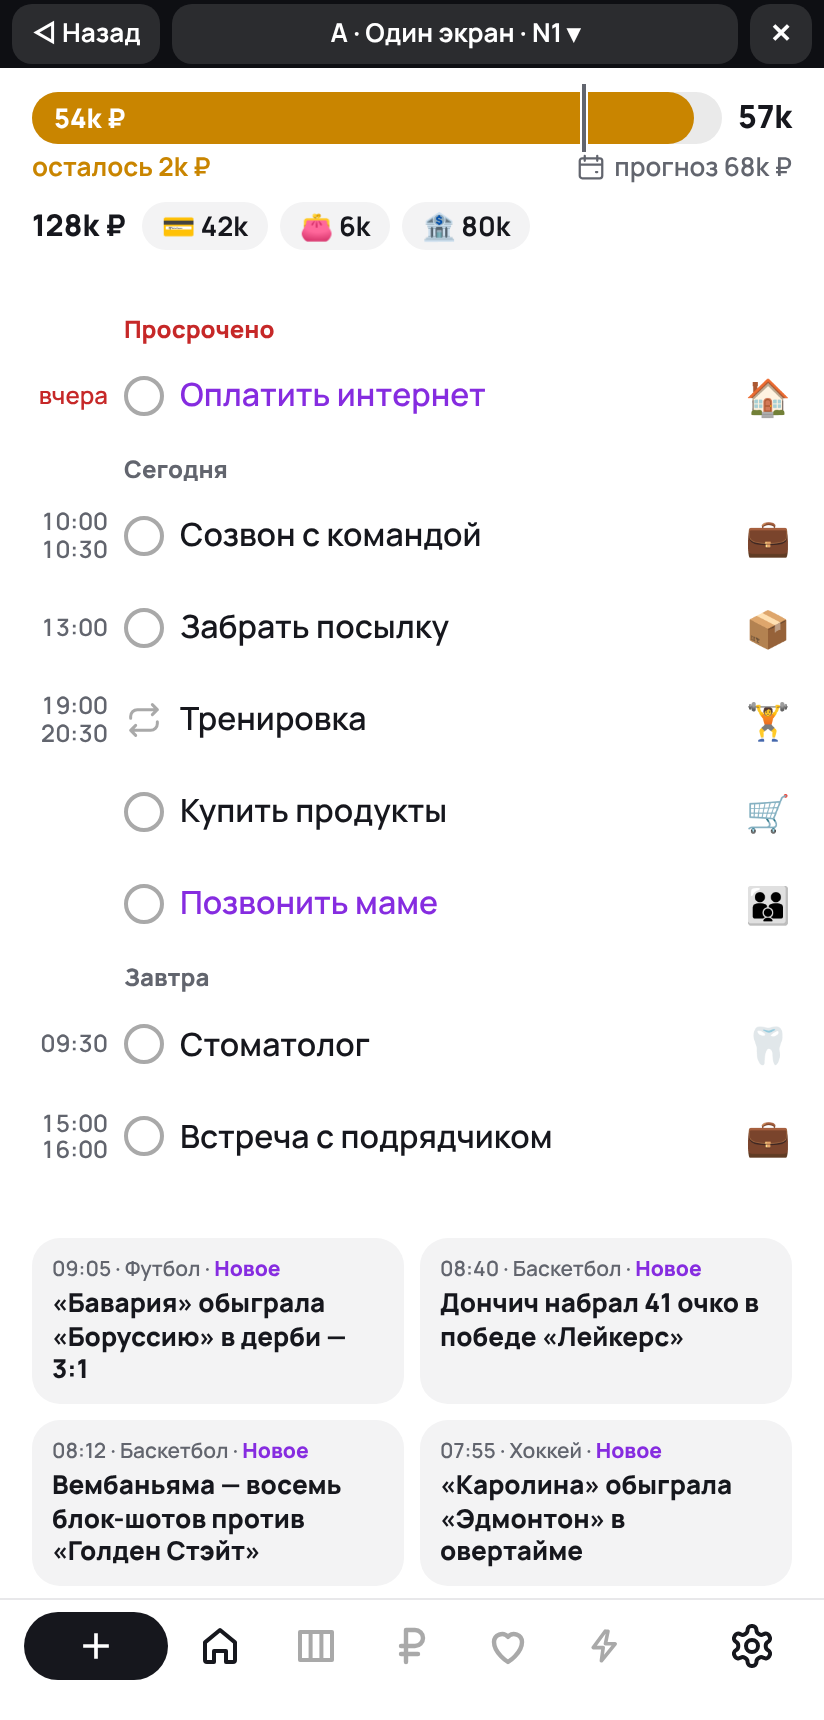 Назад
A · Один экран · N1 ▾
×
54k ₽
57k
осталось 2k ₽
прогноз 68k ₽
128k ₽
42k
6k
80k
Просрочено
вчера
Оплатить интернет
Сегодня
10:00
10:30
Созвон с командой
13:00
Забрать посылку
19:00
20:30
Тренировка
Купить продукты
Позвонить маме
Завтра
09:30
Стоматолог
15:00
16:00
Встреча с подрядчиком
09:05 · Футбол · Новое
«Бавария» обыграла
«Боруссию» в дерби —
3:1
08:40 · Баскетбол · Новое
Дончич набрал 41 очко в
победе «Лейкерс»
08:12 · Баскетбол · Новое
Вембаньяма — восемь
блок-шотов против
«Голден Стэйт»
07:55 · Хоккей · Новое
«Каролина» обыграла
«Эдмонтон» в
овертайме